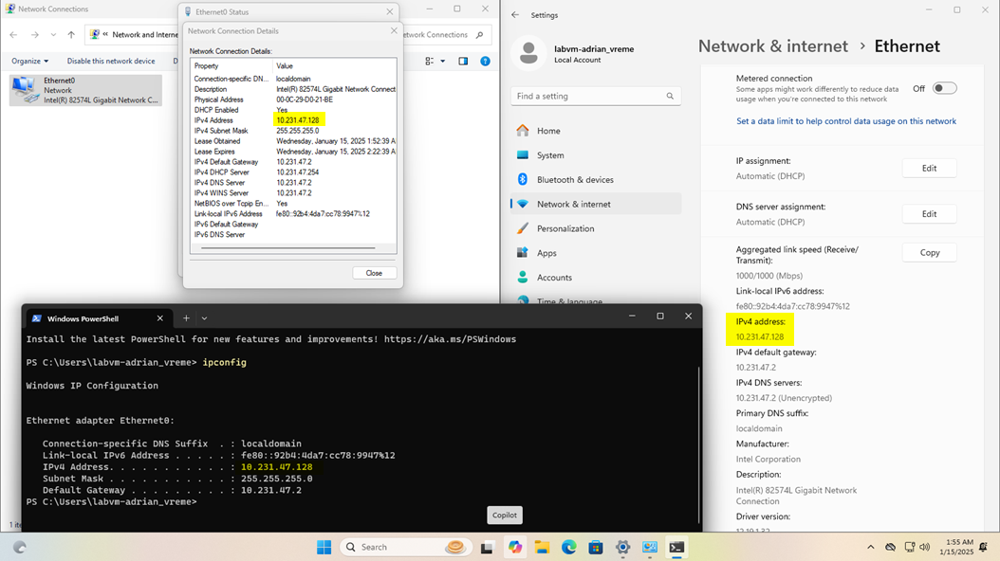 Network Connections
Network and Interne
etwork Connections
Organize
Disable this network device
D
Ethernet0
Network
Intel(R) 82574L Gigabit Network C...
Ethernet0 Status
Network Connection Details
Network Connection Details:
Property Value
Connection-specific DN... localdomain
Description Intel(R) 82574L Gigabit Network Connect
Physical Address 00-0C-29-D0-21-BE
DHCP Enabled Yes
IPv4 Address 10.231.47.128
IPv4 Subnet Mask 255.255.255.0
Lease Obtained Wednesday, January 15, 2025 1:52:39 A
Lease Expires Wednesday, January 15, 2025 2:22:39 A
IPv4 Default Gateway 10.231.47.2
IPv4 DHCP Server 10.231.47.254
IPv4 DNS Server 10.231.47.2
IPv4 WINS Server 10.231.47.2
NetBIOS over Tcpip En... Yes
Link-local IPv6 Address fe80::92b4:4da7:cc78:9947%12
IPv6 Default Gateway
IPv6 DNS Server
Close
Settings
labvm-adrian_vreme
Local Account
Find a setting
Home
System
Bluetooth & devices
Network & internet
Personalization
Apps
Accounts
Time & language
Network & internet › Ethernet
Metered connection
Some apps might work differently to reduce data
usage when you're connected to this network
Off
Set a data limit to help control data usage on this network
IP assignment:
Automatic (DHCP)
Edit
DNS server assignment:
Automatic (DHCP)
Edit
Aggregated link speed (Receive/
Transmit):
Copy
1000/1000 (Mbps)
Link-local IPv6 address:
fe80::92b4:4da7:cc78:9947%12
IPv4 address:
10.231.47.128
IPv4 default gateway:
10.231.47.2
IPv4 DNS servers:
10.231.47.2 (Unencrypted)
Primary DNS suffix:
localdomain
Manufacturer:
Intel Corporation
Description:
Intel(R) 82574L Gigabit Network
Connection
Driver version:
12.19.1.32
Windows PowerShell
Install the latest PowerShell for new features and improvements! https://aka.ms/PSWindows
PS C:\Users\labvm-adrian_vreme> ipconfig
Windows IP Configuration
Ethernet adapter Ethernet0:
Connection-specific DNS Suffix . : localdomain
Link-local IPv6 Address . . . . . : fe80::92b4:4da7:cc78:9947%12
IPv4 Address. . . . . . . . . . . : 10.231.47.128
Subnet Mask . . . . . . . . . . . : 255.255.255.0
Default Gateway . . . . . . . . . : 10.231.47.2
PS C:\Users\labvm-adrian_vreme>
1 ite
Copilot
Search
1:55 AM
1/15/2025